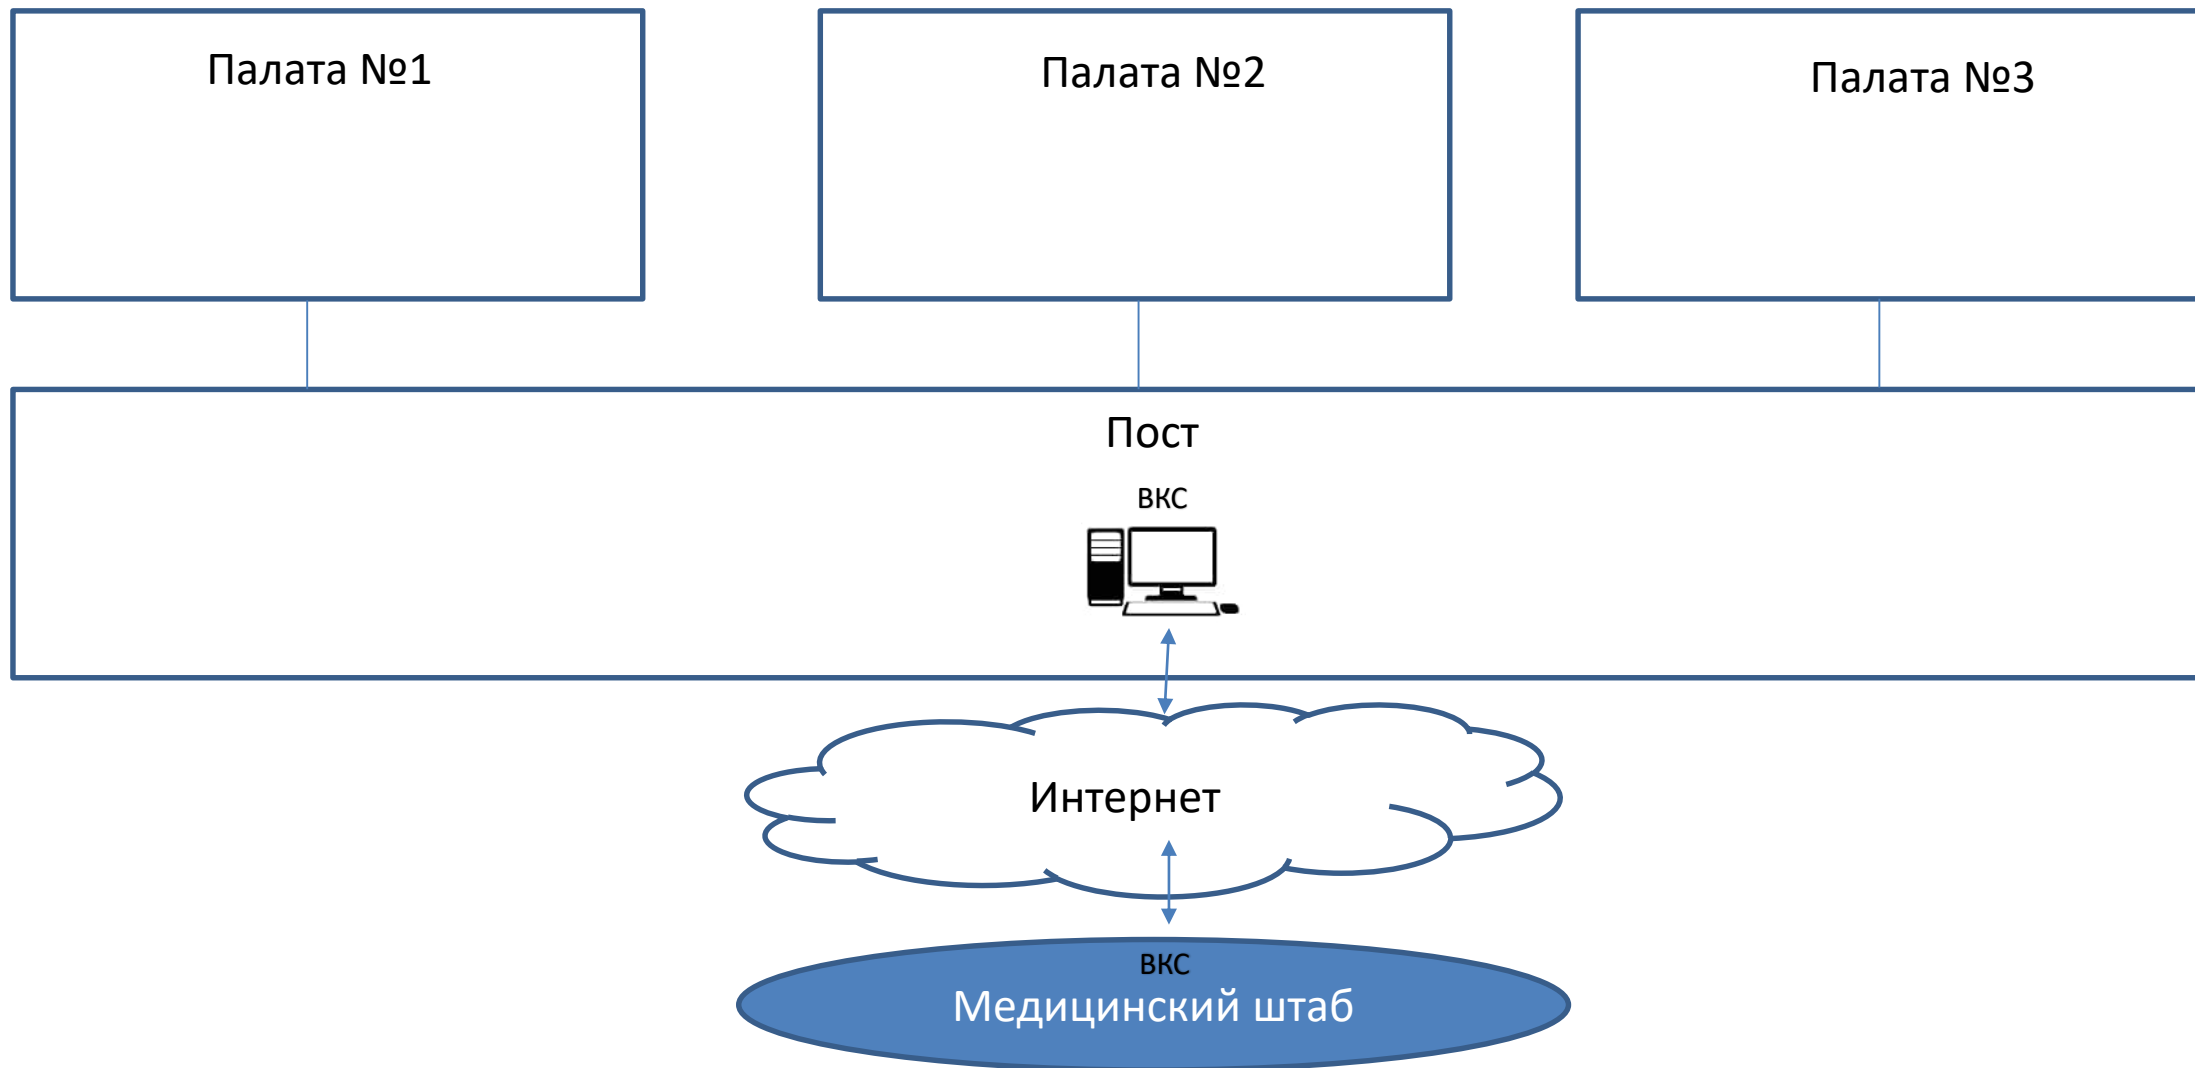 Палата №1
Палата №2
Палата №3
Пост
ВКС
Интернет
ВКС
Медицинский штаб